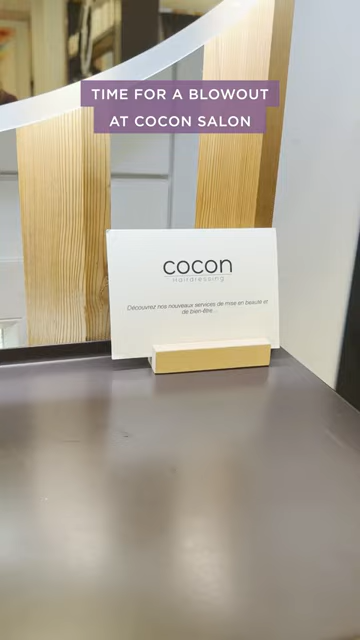 TIME FOR A BLOWOUT
AT COCON SALON
cocon
Hairdressing
Découvrez nos nouveaux services de mise en beauté et
de bien-être...